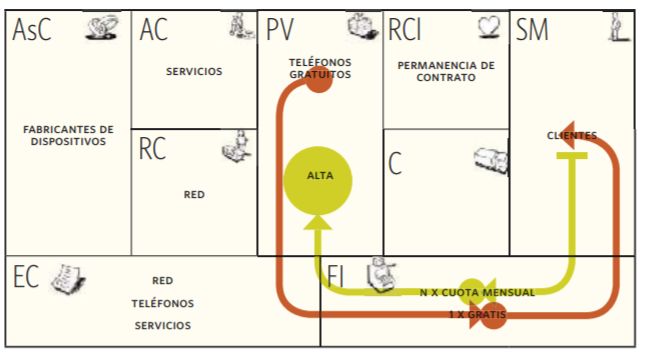 AsC
AC
PV
RCI
SM
SERVICIOS
TELÉFONOS
GRATUITOS
PERMANENCIA DE
CONTRATO
FABRICANTES DE
DISPOSITIVOS
CLIENTES
RC
C
RED
ALTA
EC
FI
RED
TELÉFONOS
SERVICIOS
N X CUOTA MENSUAL
1 X GRATIS